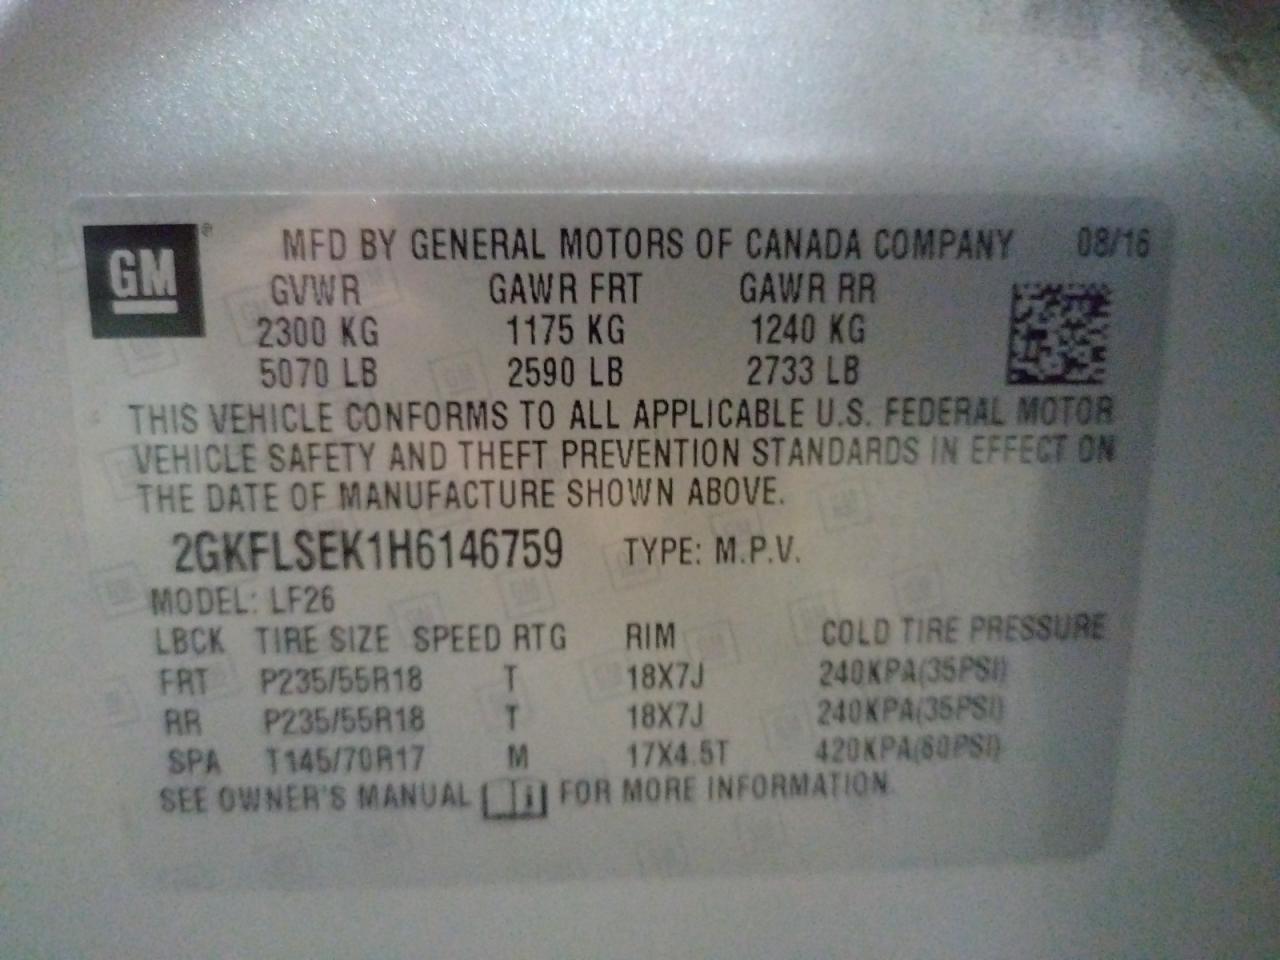 GM ® MFD BY GENERAL MOTORS OF CANADA COMPANY 08/16
GVWR GAWR FRT GAWR RR
2300 KG 1175 KG 1240 KG
5070 LB 2590 LB 2733 LB
THIS VEHICLE CONFORMS TO ALL APPLICABLE U.S. FEDERAL MOTOR
VEHICLE SAFETY AND THEFT PREVENTION STANDARDS IN EFFECT ON
THE DATE OF MANUFACTURE SHOWN ABOVE.
2GKFLSEK1H6146759 TYPE: M.P.V.
MODEL: LF26
LBCK TIRE SIZE SPEED RTG RIM COLD TIRE PRESSURE
FRT P235/55R18 T 18X7J 240KPA(35PSI)
RR P235/55R18 T 18X7J 240KPA(35PSI)
SPA T145/70R17 M 17X4.5T 420KPA(60PSI)
SEE OWNER'S MANUAL i FOR MORE INFORMATION.